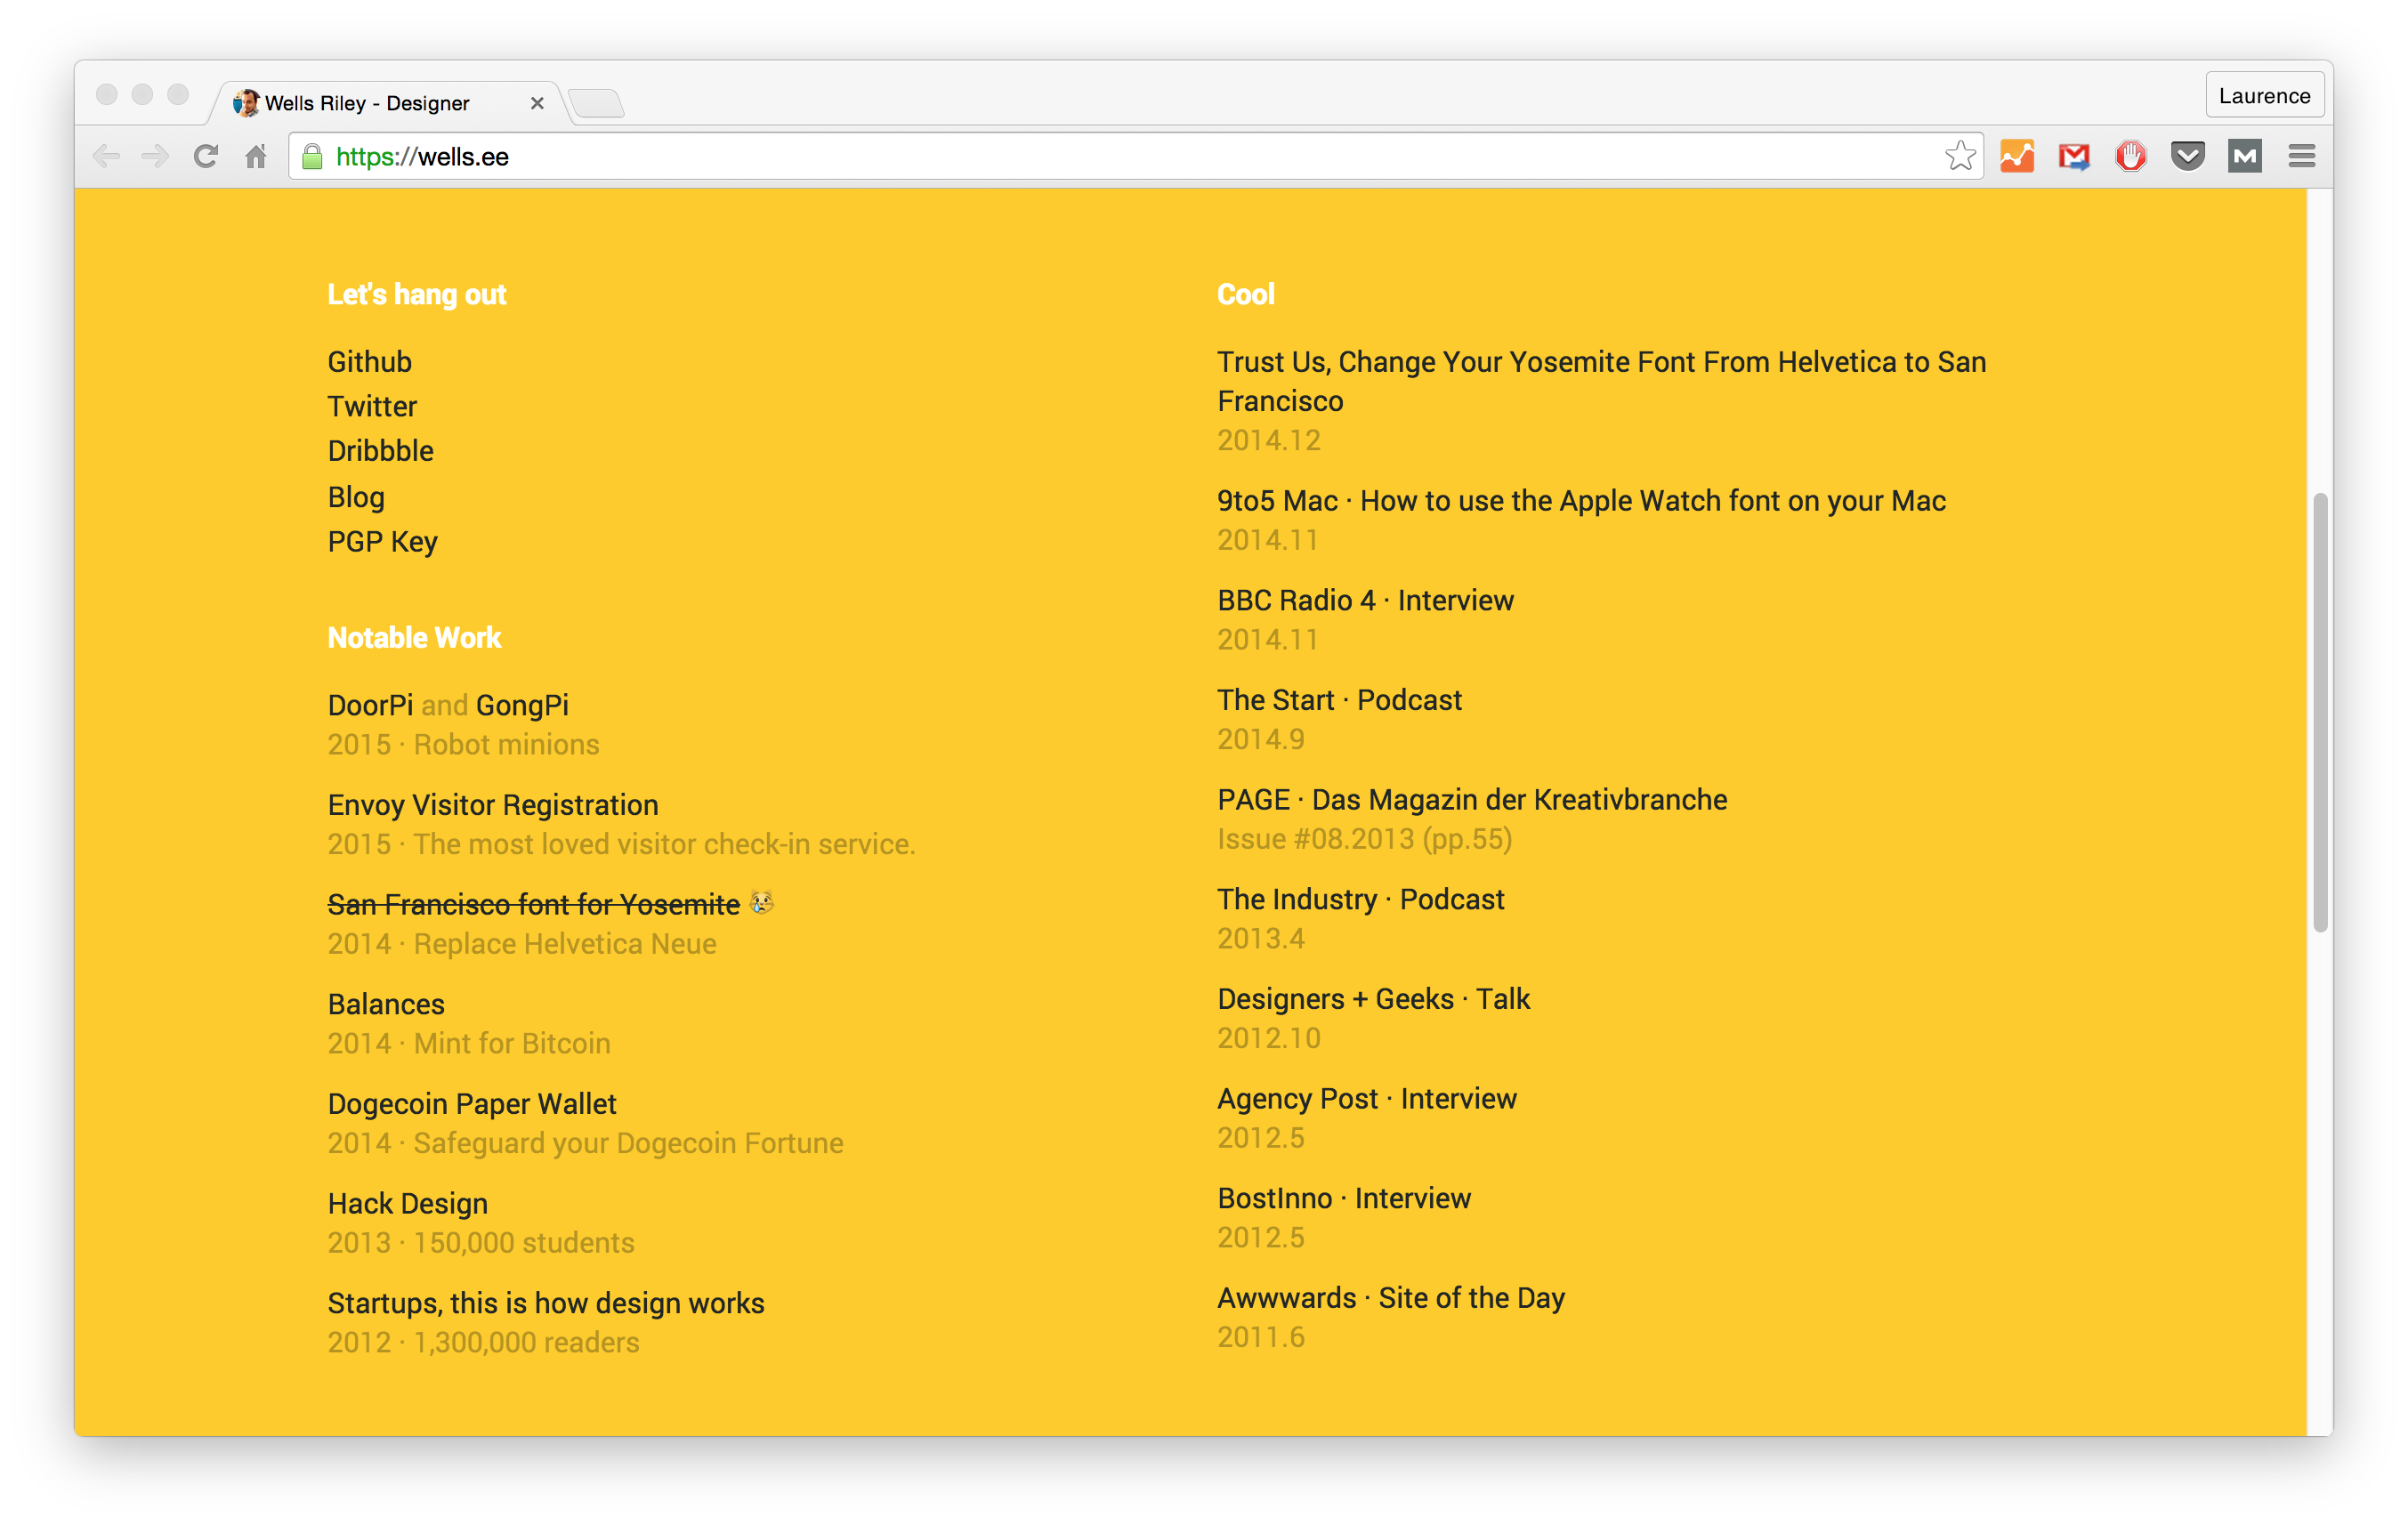 Wells Riley - Designer
Laurence
https://wells.ee
Let's hang out
Github
Twitter
Dribbble
Blog
PGP Key
Notable Work
DoorPi and GongPi
2015 · Robot minions
Envoy Visitor Registration
2015 · The most loved visitor check-in service.
San Francisco font for Yosemite 😿
2014 · Replace Helvetica Neue
Balances
2014 · Mint for Bitcoin
Dogecoin Paper Wallet
2014 · Safeguard your Dogecoin Fortune
Hack Design
2013 · 150,000 students
Startups, this is how design works
2012 · 1,300,000 readers
Cool
Trust Us, Change Your Yosemite Font From Helvetica to San
Francisco
2014.12
9to5 Mac · How to use the Apple Watch font on your Mac
2014.11
BBC Radio 4 · Interview
2014.11
The Start · Podcast
2014.9
PAGE · Das Magazin der Kreativbranche
Issue #08.2013 (pp.55)
The Industry · Podcast
2013.4
Designers + Geeks · Talk
2012.10
Agency Post · Interview
2012.5
BostInno · Interview
2012.5
Awwwards · Site of the Day
2011.6